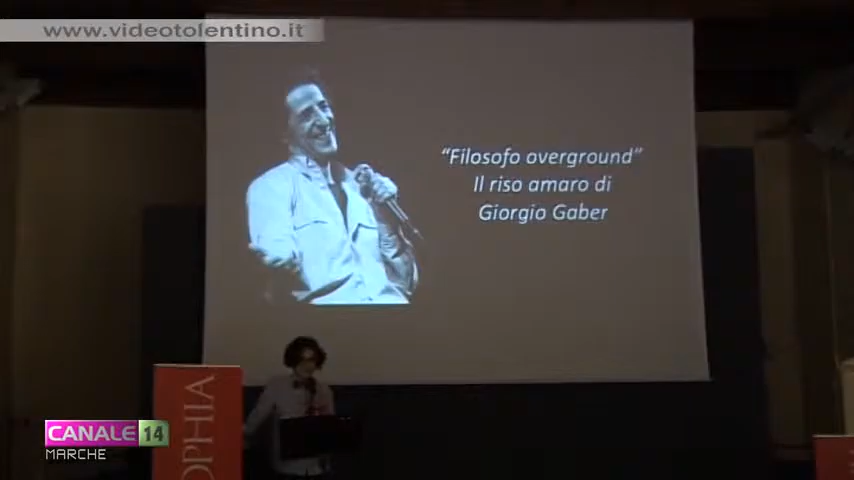 www.videotolentino.it
“Filosofo overground”
Il riso amaro di
Giorgio Gaber
OPHIA
CANALE 14
MARCHE